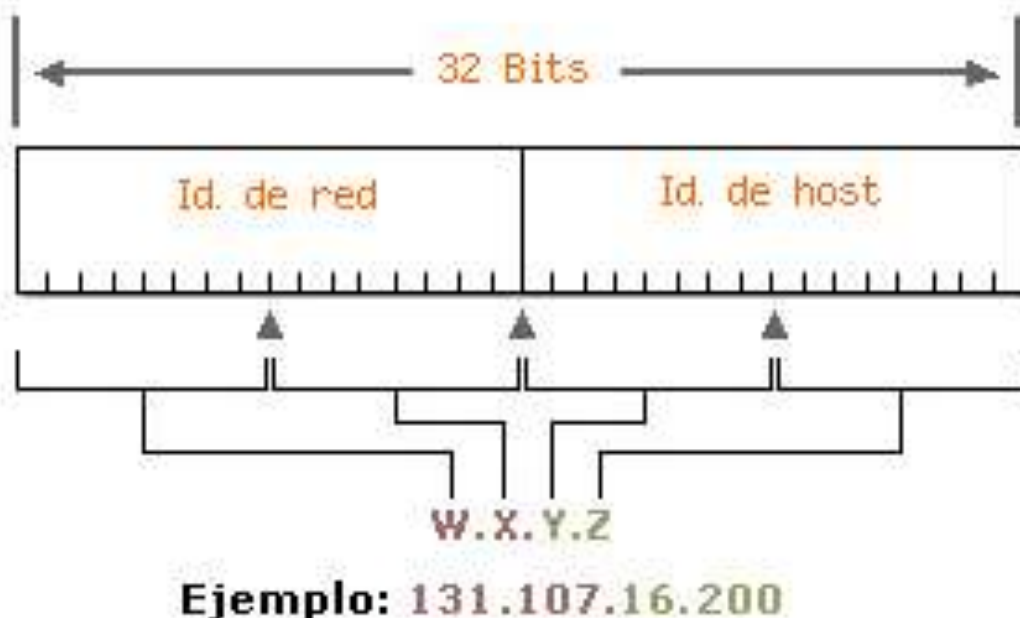 32 Bits
Id. de red
Id. de host
W.X.Y.Z
Ejemplo: 131.107.16.200